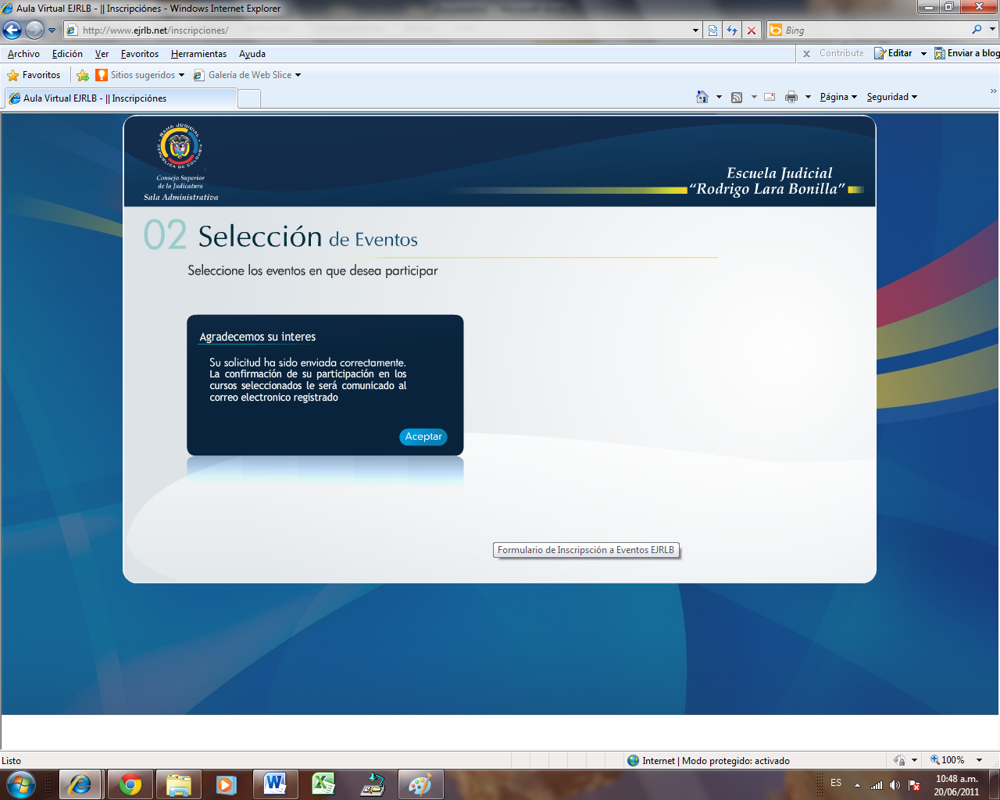 Aula Virtual EJRLB - || Inscripciónes - Windows Internet Explorer
http://www.ejrlb.net/inscripciones/
Bing
Archivo Edición Ver Favoritos Herramientas Ayuda
x Contribute Editar Enviar a blog
Favoritos Sitios sugeridos Galería de Web Slice
Aula Virtual EJRLB - || Inscripciónes
Página Seguridad »
RAMA JUDICIAL
REPUBLICA DE COLOMBIA
Consejo Superior
de la Judicatura
Sala Administrativa
Escuela Judicial
“Rodrigo Lara Bonilla”
02 Selección de Eventos
Seleccione los eventos en que desea participar
Agradecemos su interes
Su solicitud ha sido enviada correctamente.
La confirmación de su participación en los
cursos seleccionados le será comunicado al
correo electronico registrado
Aceptar
Formulario de Inscripsción a Eventos EJRLB
Listo
Internet | Modo protegido: activado
100%
ES
10:48 a.m.
20/06/2011